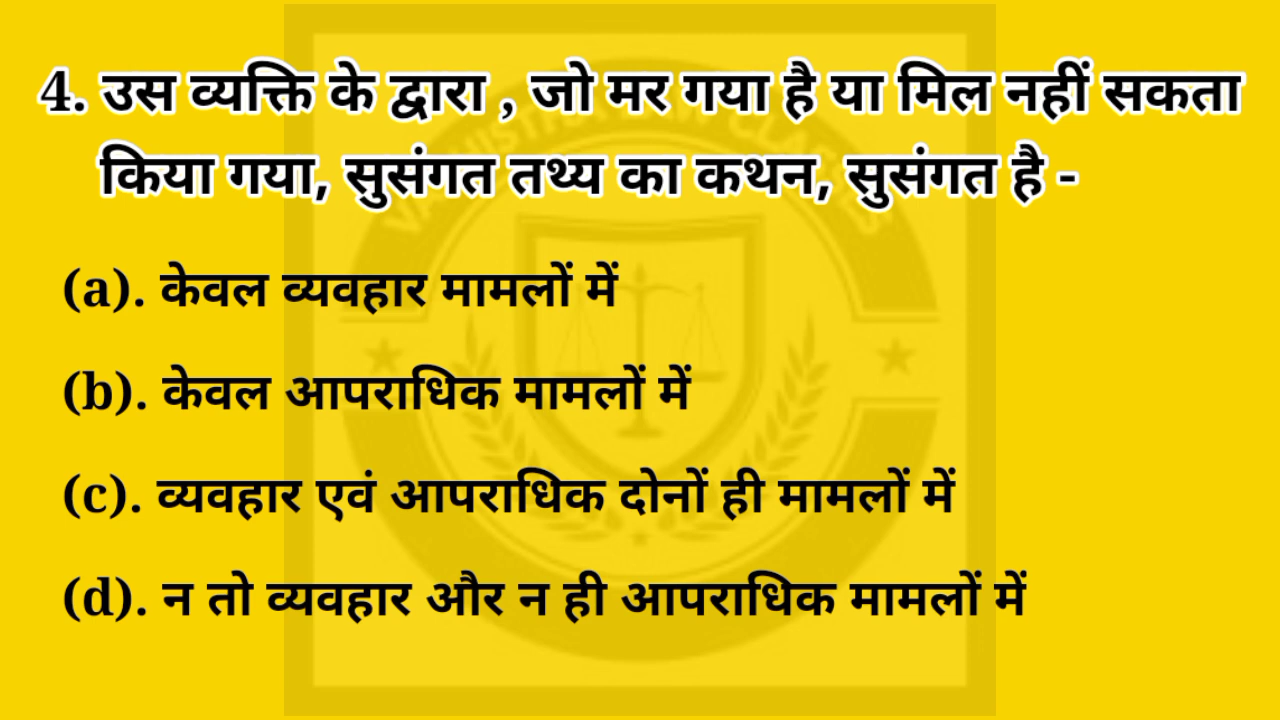 4. उस व्यक्ति के द्वारा , जो मर गया है या मिल नहीं सकता
किया गया, सुसंगत तथ्य का कथन, सुसंगत है -
(a). केवल व्यवहार मामलों में
(b). केवल आपराधिक मामलों में
(c). व्यवहार एवं आपराधिक दोनों ही मामलों में
(d). न तो व्यवहार और न ही आपराधिक मामलों में